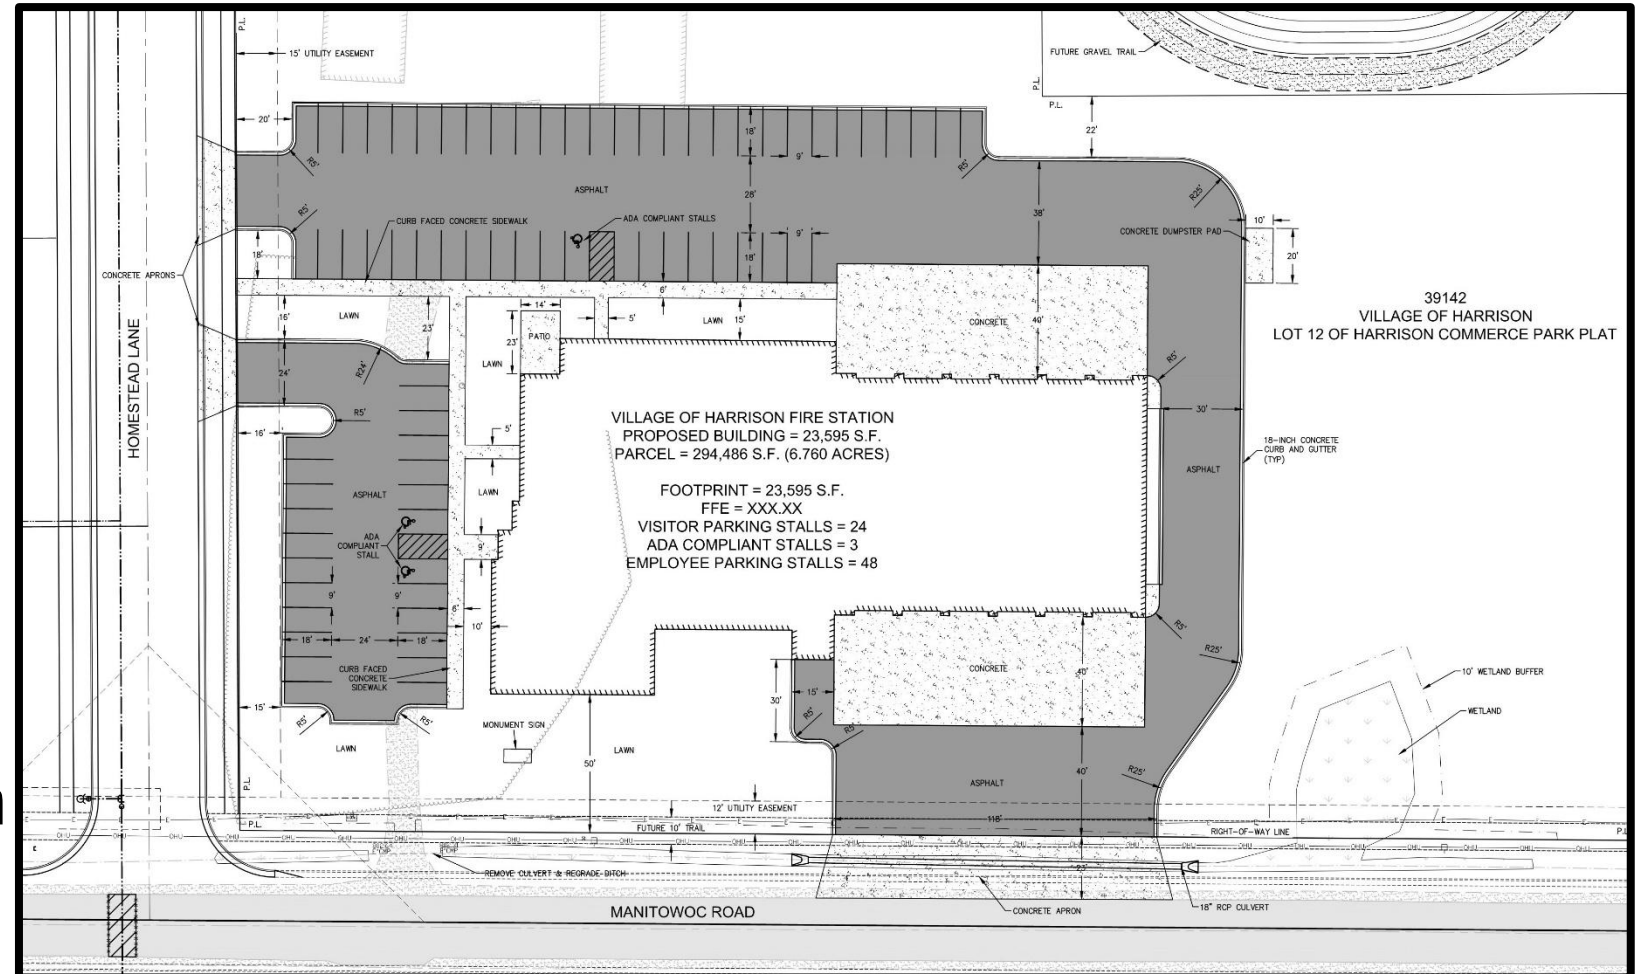 P.L.
15' UTILITY EASEMENT
FUTURE GRAVEL TRAIL
P.L.
P.L.
20'
18'
22'
R5'
9'
R5'
ASPHALT
28'
R25'
R5'
CURB FACED CONCRETE SIDEWALK
ADA COMPLIANT STALLS
38'
10'
9'
CONCRETE DUMPSTER PAD
18'
18'
20'
CONCRETE APRONS
6'
39142
VILLAGE OF HARRISON
LOT 12 OF HARRISON COMMERCE PARK PLAT
14'
16'
LAWN
23'
5'
LAWN
15'
CONCRETE
40'
PATIO
23'
HOMESTEAD LANE
LAWN
R24'
24'
R5'
R5'
30'
VILLAGE OF HARRISON FIRE STATION
PROPOSED BUILDING = 23,595 S.F.
PARCEL = 294,486 S.F. (6.760 ACRES)
16'
5'
18-INCH CONCRETE
CURB AND GUTTER
(TYP)
ASPHALT
LAWN
ASPHALT
FOOTPRINT = 23,595 S.F.
FFE = XXX.XX
VISITOR PARKING STALLS = 24
ADA COMPLIANT STALLS = 3
EMPLOYEE PARKING STALLS = 48
ADA
COMPLIANT
STALL
9'
9'
9'
6'
10'
R5'
18'
24'
18'
R25'
CURB FACED
CONCRETE
SIDEWALK
CONCRETE
40'
10' WETLAND BUFFER
15'
30'
15'
WETLAND
R5'
R5'
MONUMENT SIGN
R5'
R5'
LAWN
LAWN
50'
40'
R25'
ASPHALT
P.L.
12' UTILITY EASEMENT
118'
P.L.
FUTURE 10' TRAIL
RIGHT-OF-WAY LINE
P.L.
REMOVE CULVERT & REGRADE DITCH
CONCRETE APRON
18" RCP CULVERT
MANITOWOC ROAD